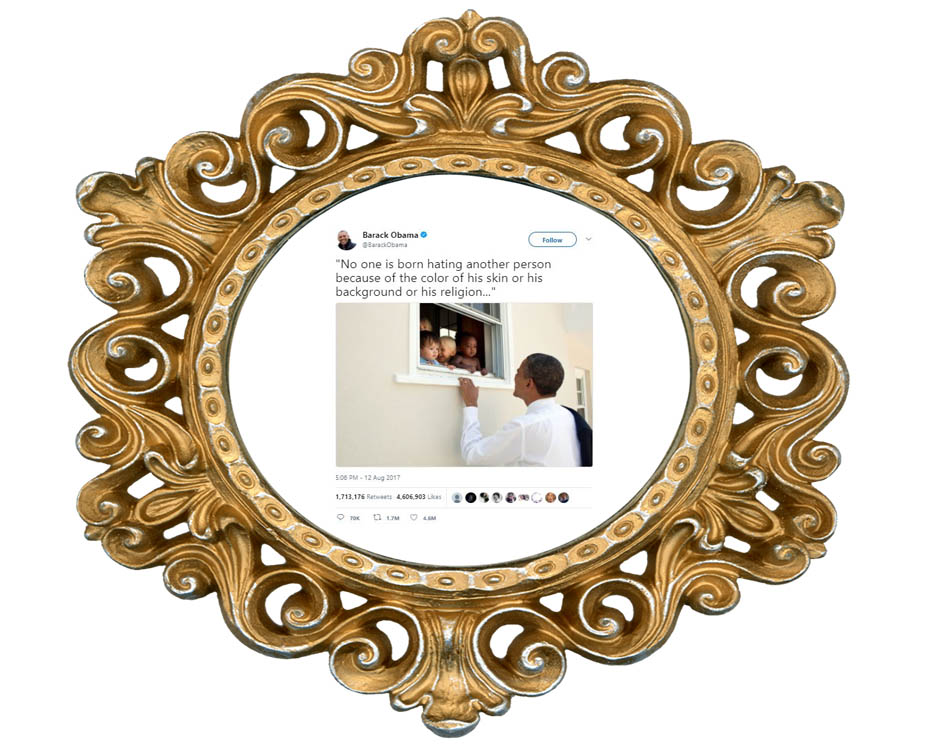 Barack Obama
@BarackObama
Follow
"No one is born hating another person
because of the color of his skin or his
background or his religion..."
5:06 PM - 12 Aug 2017
1,713,176 Retweets 4,606,903 Likes
70K 1.7M 4.6M